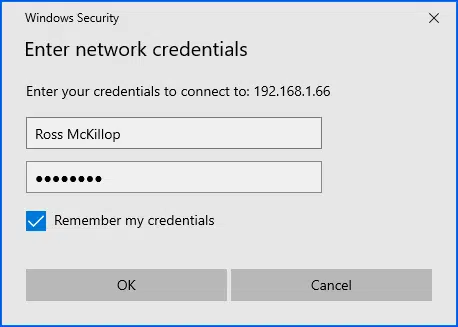 Windows Security
Enter network credentials
Enter your credentials to connect to: 192.168.1.66
Ross McKillop
●●●●●●●●
Remember my credentials
OK
Cancel